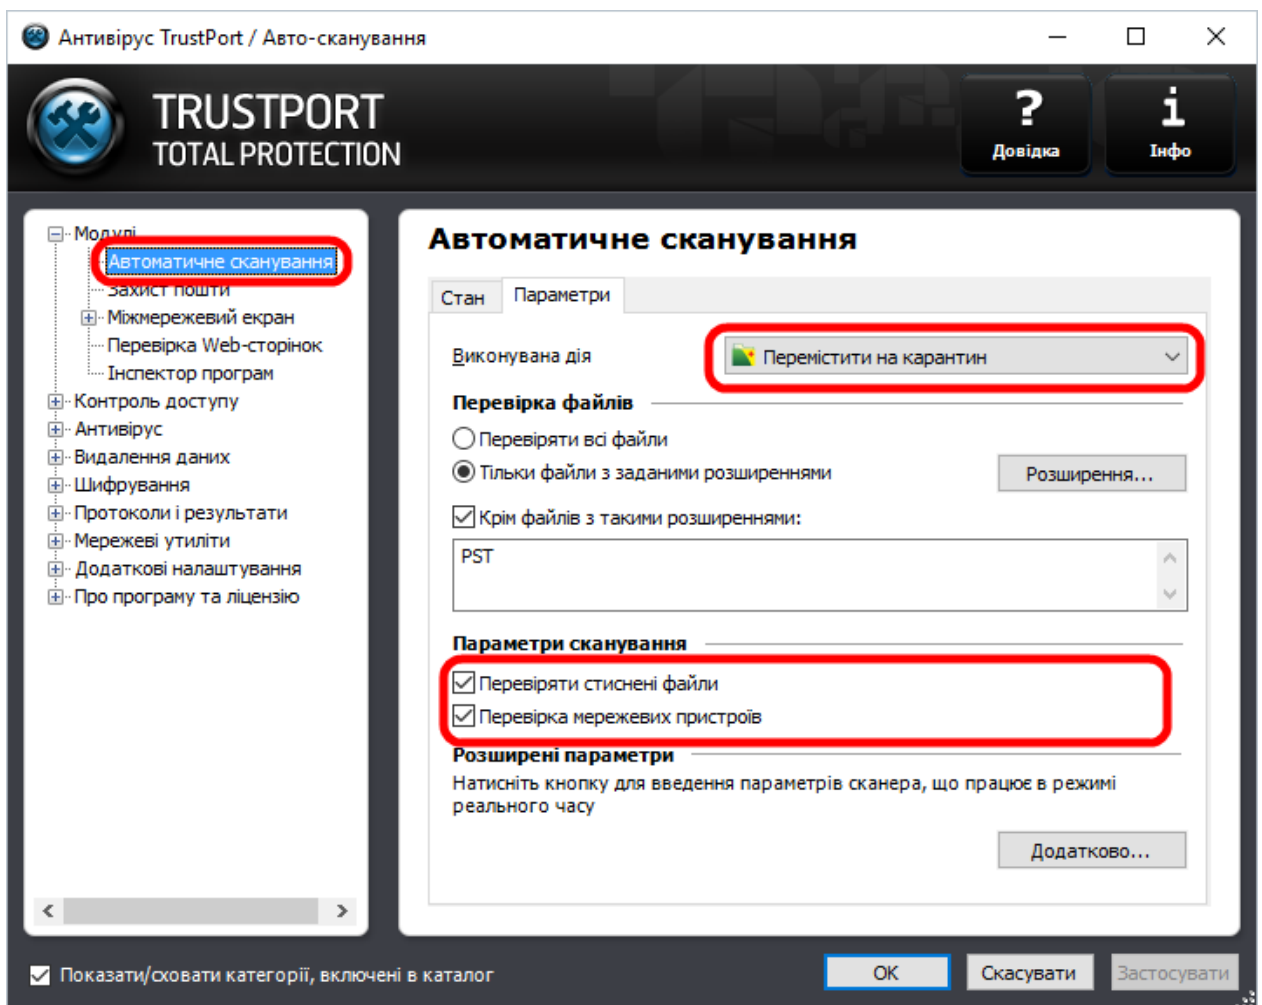 Антивірус TrustPort / Авто-сканування
TRUSTPORT
TOTAL PROTECTION
?
Довідка
i
Інфо
Модулі
Автоматичне сканування
Захист пошти
Міжмережевий екран
Перевірка Web-сторінок
Інспектор програм
Контроль доступу
Антивірус
Видалення даних
Шифрування
Протоколи і результати
Мережеві утиліти
Додаткові налаштування
Про програму та ліцензію
Автоматичне сканування
Стан
Параметри
Виконувана дія
Перемістити на карантин
Перевірка файлів
Перевіряти всі файли
Тільки файли з заданими розширеннями
Розширення...
Крім файлів з такими розширеннями:
PST
Параметри сканування
Перевіряти стиснені файли
Перевірка мережевих пристроїв
Розширені параметри
Натисніть кнопку для введення параметрів сканера, що працює в режимі
реального часу
Додатково...
Показати/сховати категорії, включені в каталог
OK
Скасувати
Застосувати